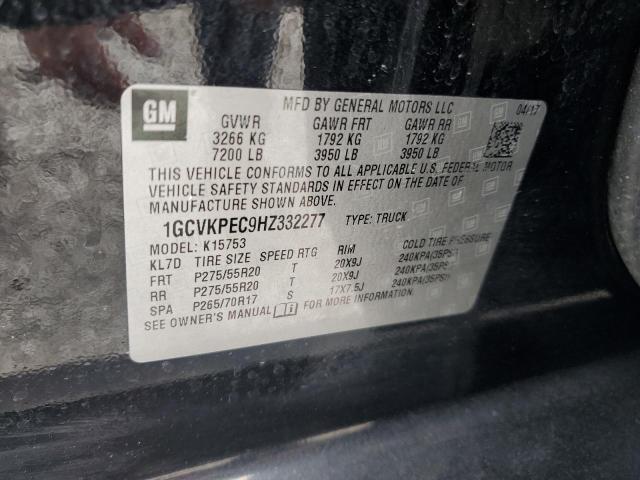 GM
MFD BY GENERAL MOTORS LLC 04/17
GVWR GAWR FRT GAWR RR
3266 KG 1792 KG 1792 KG
7200 LB 3950 LB 3950 LB
THIS VEHICLE CONFORMS TO ALL APPLICABLE U.S. FEDERAL MOTOR
VEHICLE SAFETY STANDARDS IN EFFECT ON THE DATE OF
MANUFACTURE SHOWN ABOVE.
1GCVKPEC9HZ332277 TYPE: TRUCK
MODEL: K15753
KL7D TIRE SIZE SPEED RTG RIM COLD TIRE PRESSURE
FRT P275/55R20 T 20X9J 240KPA(35PSI)
RR P275/55R20 T 20X9J 240KPA(35PSI)
SPA P265/70R17 S 17X7.5J 240KPA(35PSI)
SEE OWNER'S MANUAL FOR MORE INFORMATION.